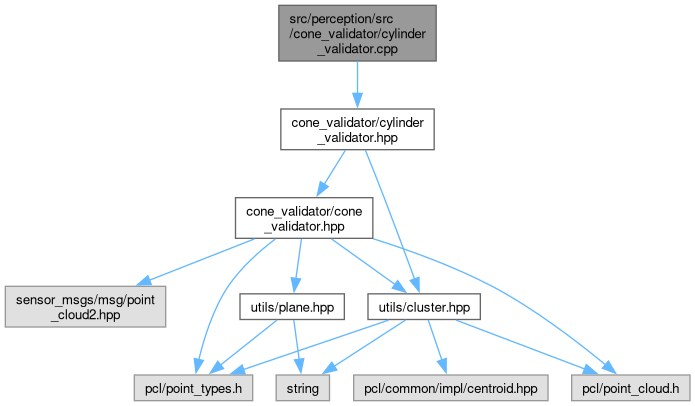 src/perception/src
/cone_validator/cylinder
_validator.cpp
cone_validator/cylinder
_validator.hpp
cone_validator/cone
_validator.hpp
sensor_msgs/msg/point
_cloud2.hpp
utils/plane.hpp
utils/cluster.hpp
pcl/point_types.h
string
pcl/common/impl/centroid.hpp
pcl/point_cloud.h